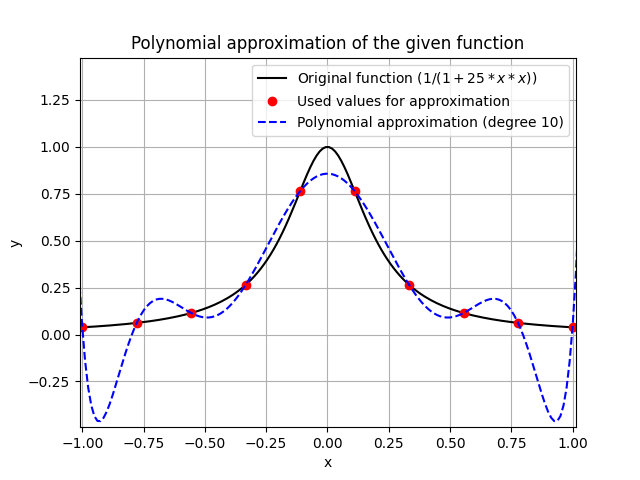 Polynomial approximation of the given function
Original function (1/(1 + 25 * x * x))
Used values for approximation
Polynomial approximation (degree 10)
1.25
1.00
0.75
0.50
0.25
0.00
−0.25
y
−1.00 −0.75 −0.50 −0.25 0.00 0.25 0.50 0.75 1.00
x